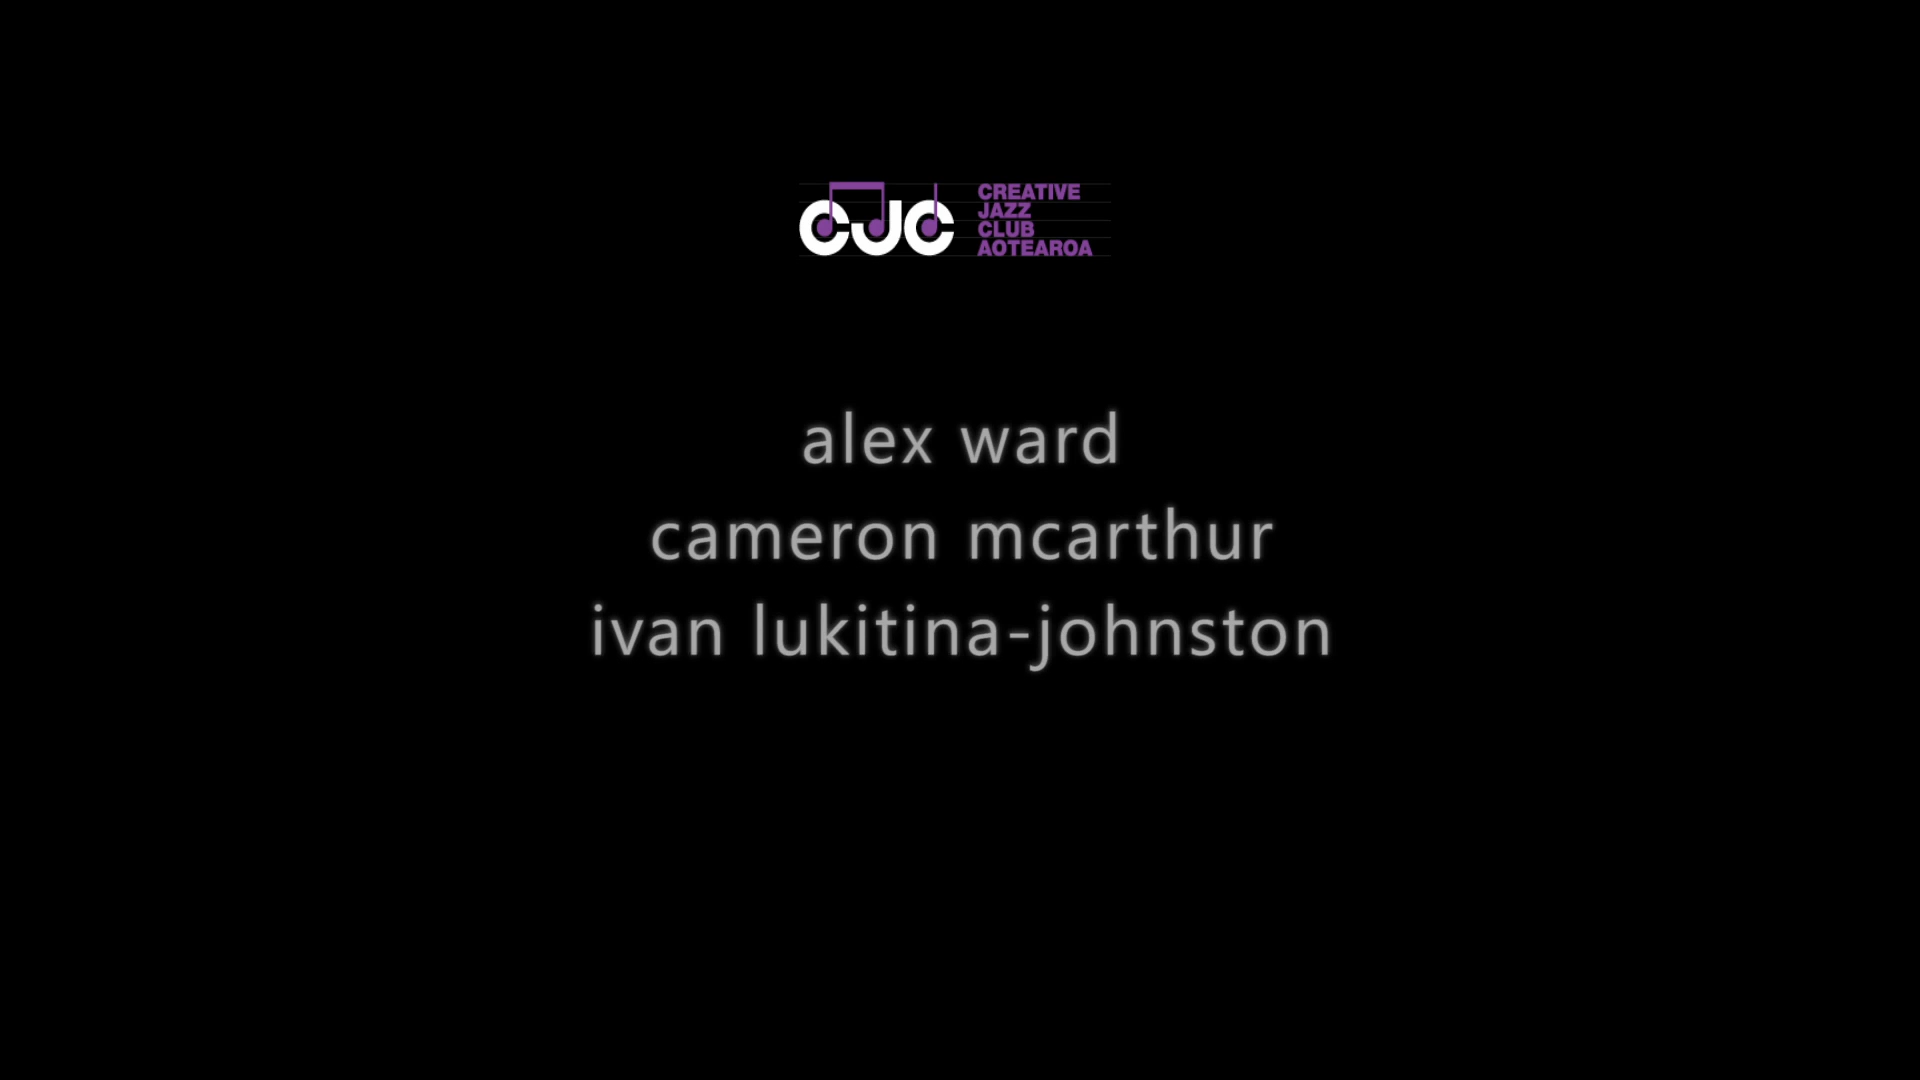 CJC
CREATIVE
JAZZ
CLUB
AOTEAROA
alex ward
cameron mcarthur
ivan lukitina-johnston